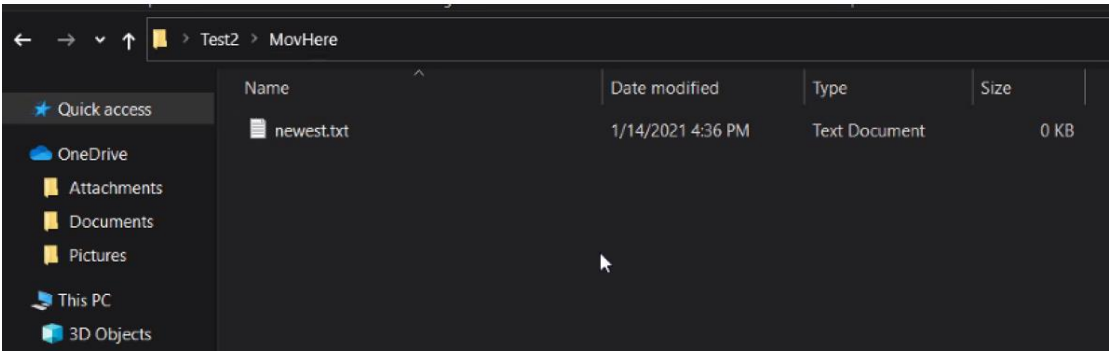 Test2 > MovHere
Name Date modified Type Size
Quick access
newest.txt 1/14/2021 4:36 PM Text Document 0 KB
OneDrive
Attachments
Documents
Pictures
This PC
3D Objects